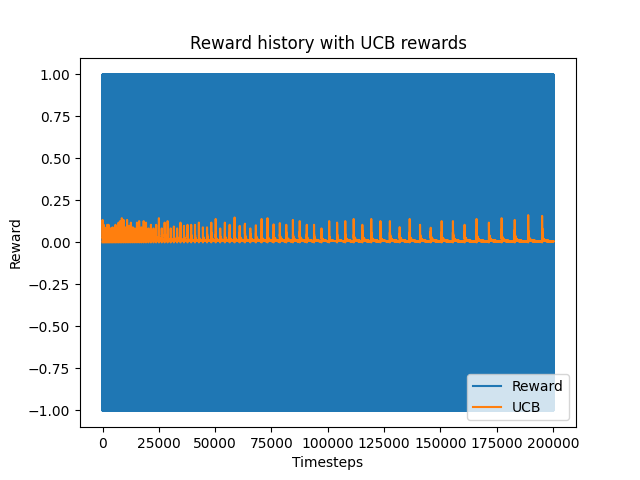 Reward history with UCB rewards
Reward
1.00
0.75
0.50
0.25
0.00
−0.25
−0.50
−0.75
−1.00
Reward
UCB
0 25000 50000 75000 100000 125000 150000 175000 200000
Timesteps